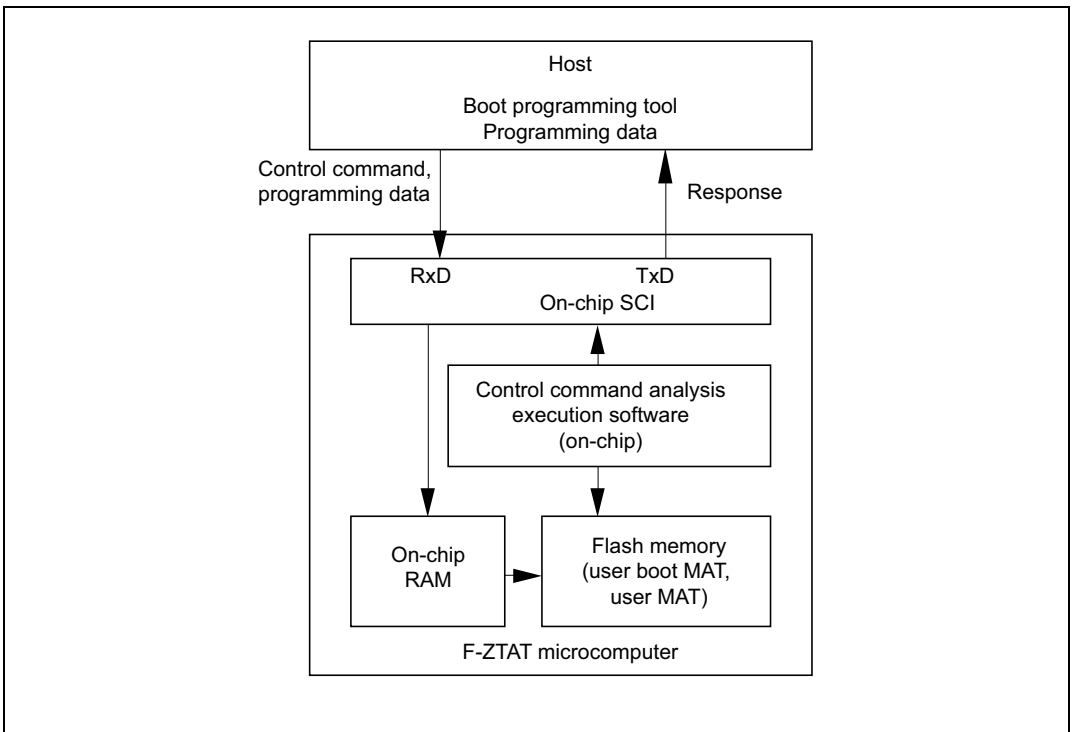 Host
Boot programming tool
Programming data
Control command,
programming data
Response
RxD
TxD
On-chip SCI
Control command analysis
execution software
(on-chip)
On-chip
RAM
Flash memory
(user boot MAT,
user MAT)
F-ZTAT microcomputer